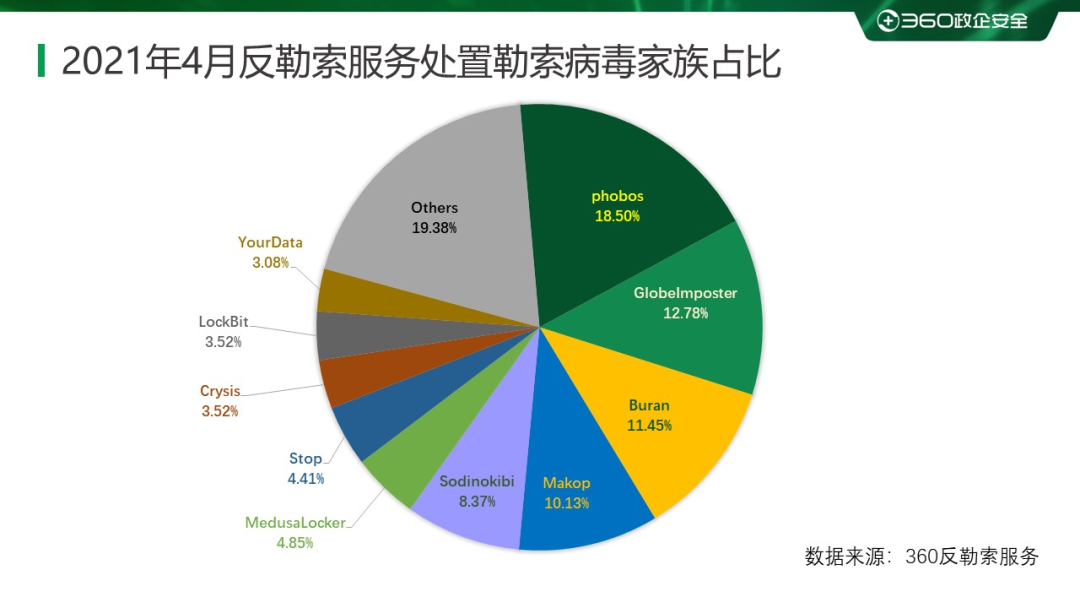 360政企安全
2021年4月反勒索服务处置勒索病毒家族占比
phobos
18.50%
GlobeImposter
12.78%
Buran
11.45%
Makop
10.13%
Sodinokibi
8.37%
MedusaLocker
4.85%
Stop
4.41%
Crysis
3.52%
LockBit
3.52%
YourData
3.08%
Others
19.38%
数据来源：360反勒索服务